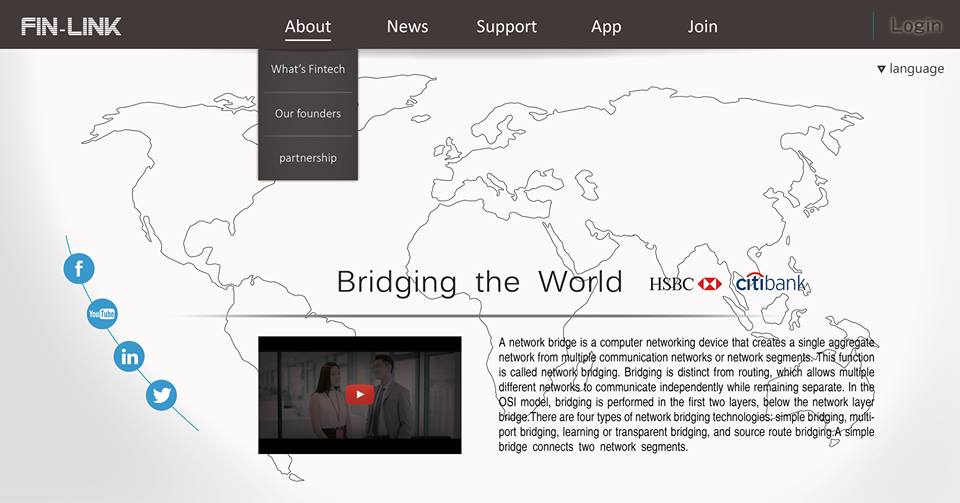 FIN-LINK
About
News
Support
App
Join
Login
What's Fintech
Our founders
partnership
▼ language
f
YouTube
in
Bridging the World
HSBC
citibank
A network bridge is a computer networking device that creates a single aggregate
network from multiple communication networks or network segments. This function
is called network bridging. Bridging is distinct from routing, which allows multiple
different networks to communicate independently while remaining separate. In the
OSI model, bridging is performed in the first two layers, below the network layer
bridge.There are four types of network bridging technologies: simple bridging, multi-
port bridging, learning or transparent bridging, and source route bridging.A simple
bridge connects two network segments.